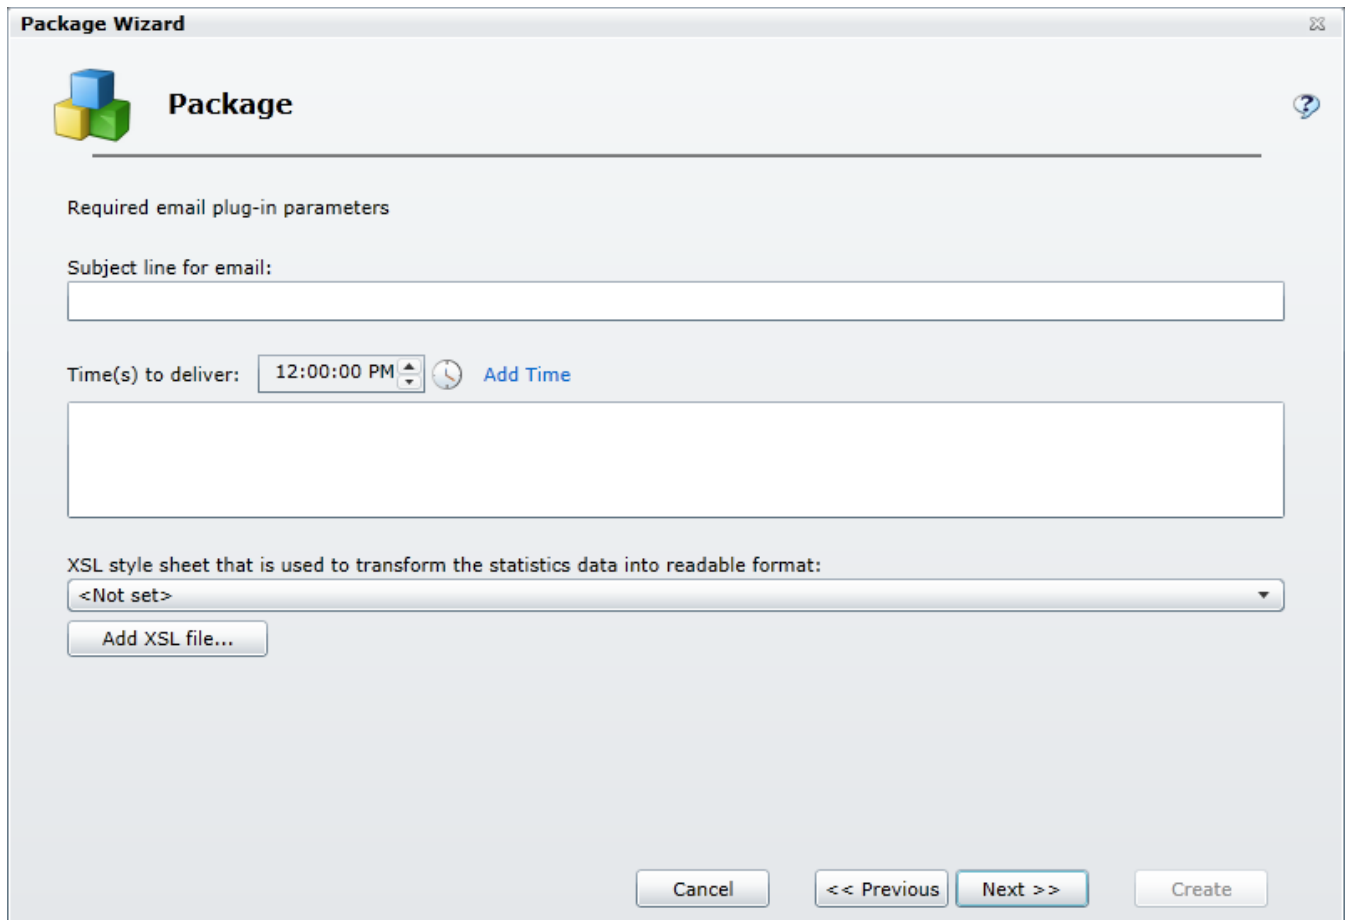 Package Wizard
Package
Required email plug-in parameters
Subject line for email:
Time(s) to deliver: 12:00:00 PM Add Time
XSL style sheet that is used to transform the statistics data into readable format:
<Not set>
Add XSL file...
Cancel << Previous Next >> Create